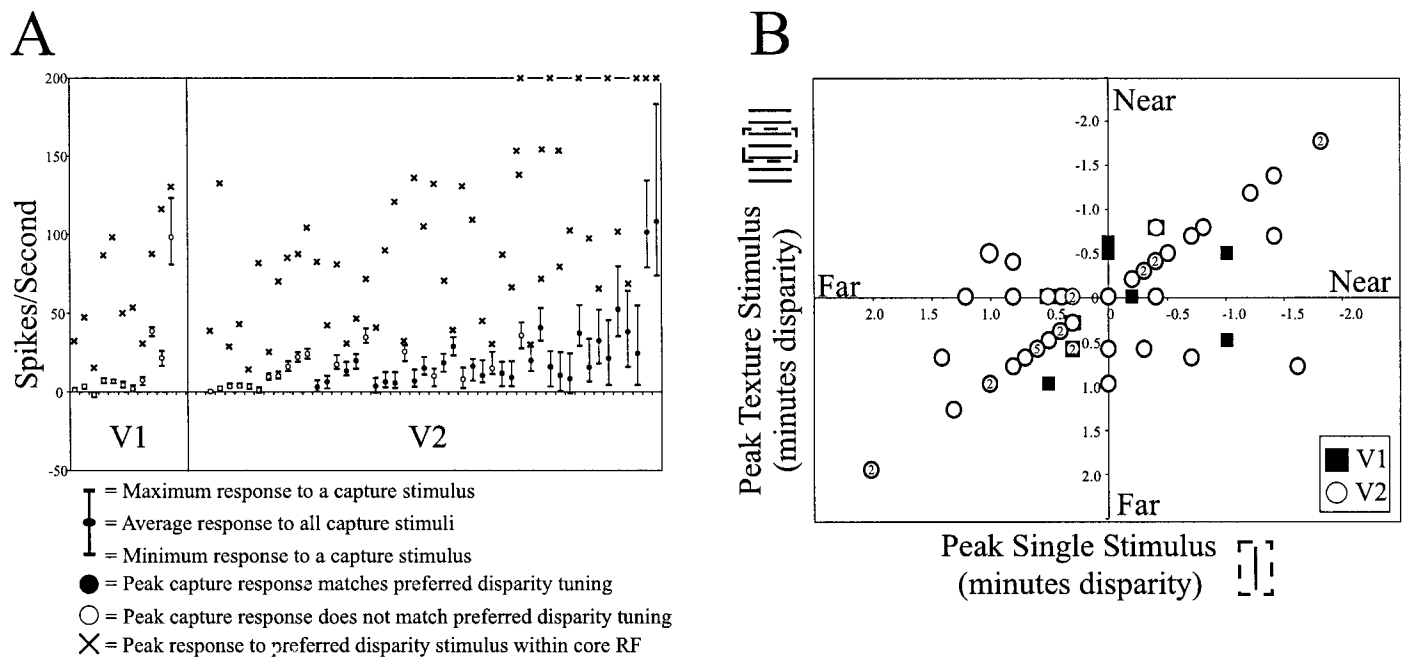 A
B
Spikes/Second
200
150
100
50
0
-50
V1
V2
= Maximum response to a capture stimulus
= Average response to all capture stimuli
= Minimum response to a capture stimulus
= Peak capture response matches preferred disparity tuning
= Peak capture response does not match preferred disparity tuning
= Peak response to preferred disparity stimulus within core RF
Peak Texture Stimulus
(minutes disparity)
Near
-2.0
-1.5
-1.0
-0.5
0
0.5
1.0
1.5
2.0
Far
Far
Near
2.0
1.5
1.0
0.5
0
-0.5
-1.0
-1.5
-2.0
2
2
2
2
2
5
2
2
V1
V2
Peak Single Stimulus
(minutes disparity)